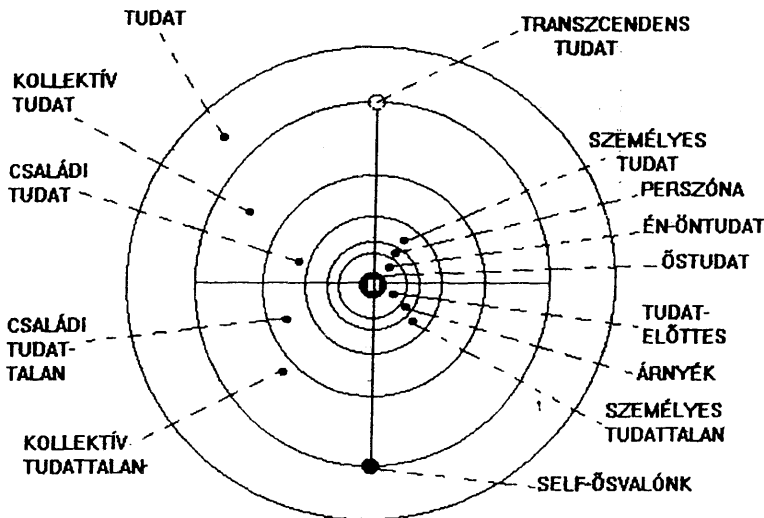 TUDAT
KOLLEKTÍV
TUDAT
CSALÁDI
TUDAT
CSALÁDI
TUDAT-
TALAN
KOLLEKTÍV
TUDATTALAN
TRANSZCENDENS
TUDAT
SZEMÉLYES
TUDAT
PERSZÓNA
ÉN-ÖNTUDAT
ŐSTUDAT
TUDAT-
ELŐTTES
ÁRNYÉK
SZEMÉLYES
TUDATTALAN
SELF-ŐSVALÓNK